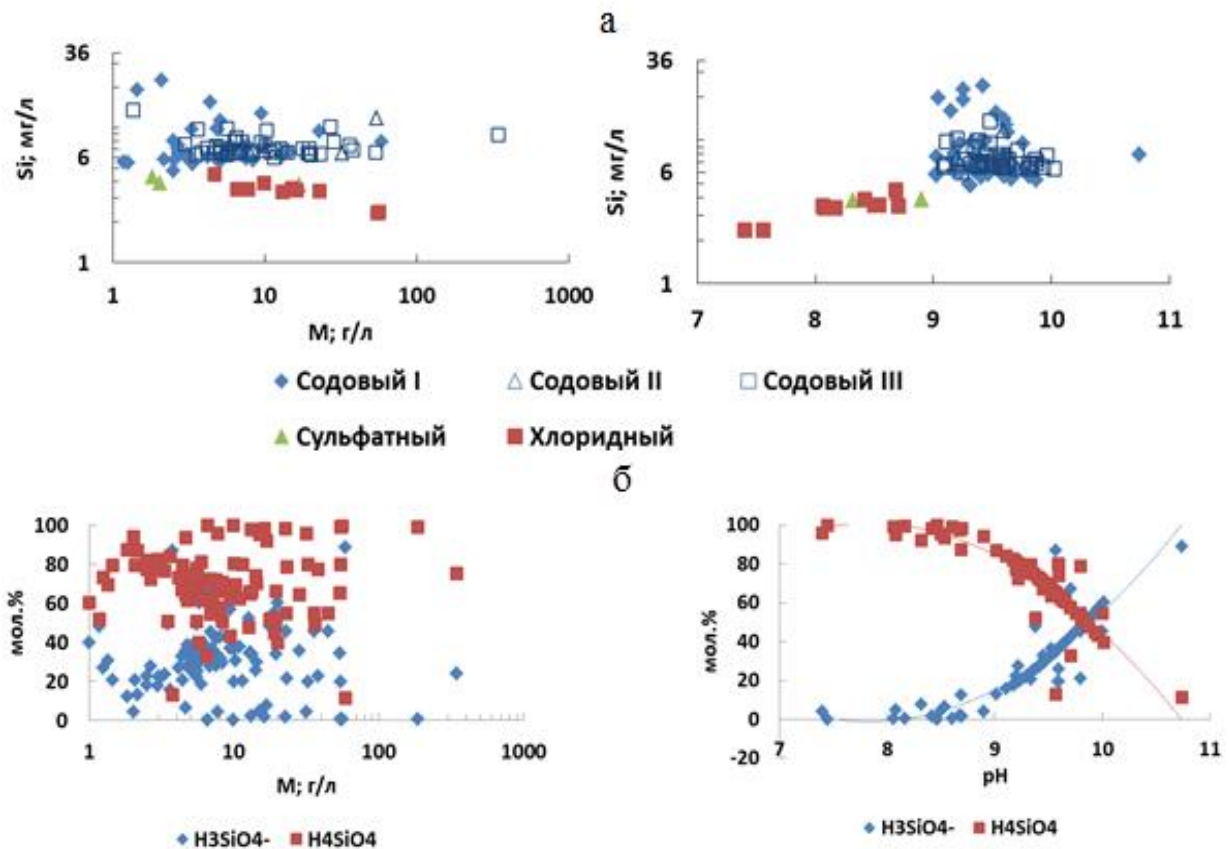 а
36
6
1
Si; мг/л
1 10 100 1000
М; г/л
36
6
1
Si; мг/л
7 8 9 10 11
Содовый I Содовый II Содовый III
Сульфатный Хлоридный
б
100
80
60
40
20
0
мол.%
1 10 100 1000
М; г/л
H3SiO4- H4SiO4
100
80
60
40
20
0
-20
мол.%
7 8 9 10 11
pH
H3SiO4- H4SiO4